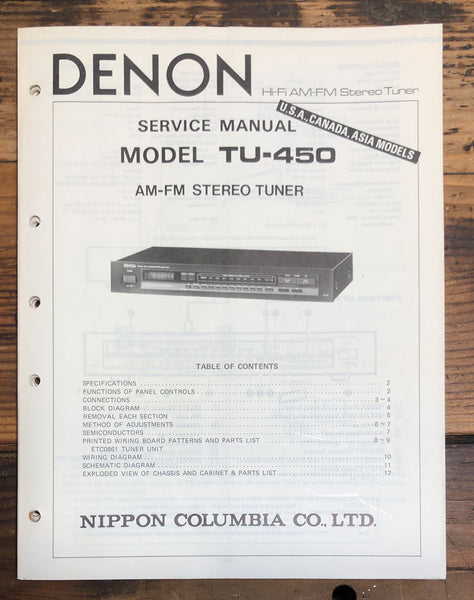 DENON
Hi-Fi AM-FM Stereo Tuner
U.S.A., CANADA, ASIA MODELS
SERVICE MANUAL
MODEL TU-450
AM-FM STEREO TUNER
DENON
TABLE OF CONTENTS
SPECIFICATIONS 2
FUNCTIONS OF PANEL CONTROLS 2
CONNECTIONS 3~4
BLOCK DIAGRAM 4
REMOVAL EACH SECTION 5
METHOD OF ADJUSTMENTS 6~7
SEMICONDUCTORS 7
PRINTED WIRING BOARD PATTERNS AND PARTS LIST 8~9
ETC0861 TUNER UNIT
WIRING DIAGRAM 10
SCHEMATIC DIAGRAM 11
EXPLODED VIEW OF CHASSIS AND CABINET & PARTS LIST 12
NIPPON COLUMBIA CO., LTD.